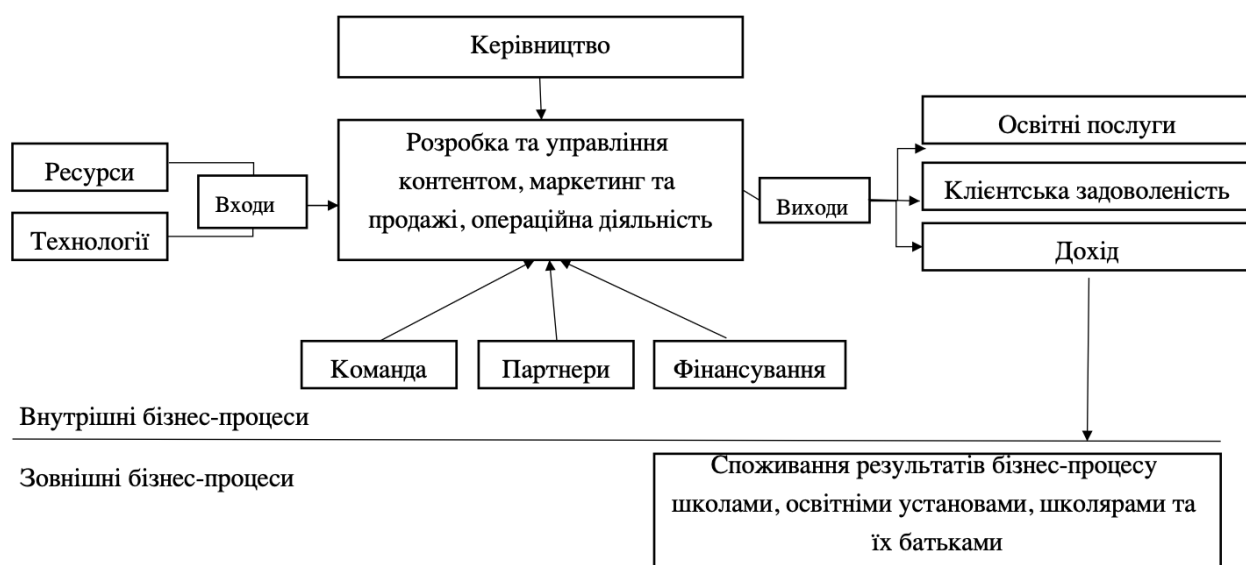 Керівництво
Розробка та управління
контентом, маркетинг та
продажі, операційна діяльність
Ресурси
Технології
Входи
Виходи
Освітні послуги
Клієнтська задоволеність
Дохід
Команда
Партнери
Фінансування
Внутрішні бізнес-процеси
Зовнішні бізнес-процеси
Споживання результатів бізнес-процесу
школами, освітніми установами, школярами та
їх батьками